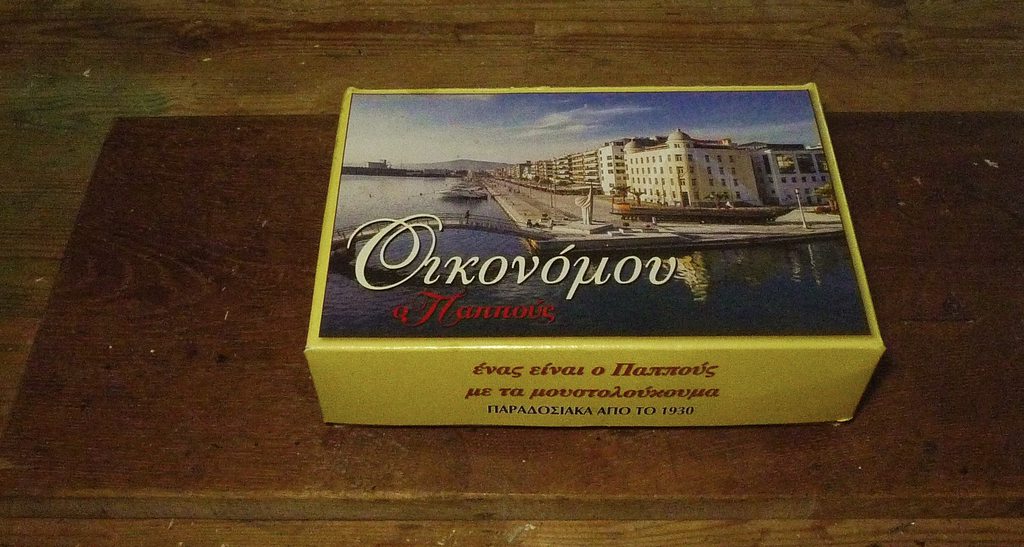 Οικονόμου
ο Παππούς
ένας είναι ο Παππούς
με τα μουστολούκουμα
ΠΑΡΑΔΟΣΙΑΚΑ ΑΠΟ ΤΟ 1930